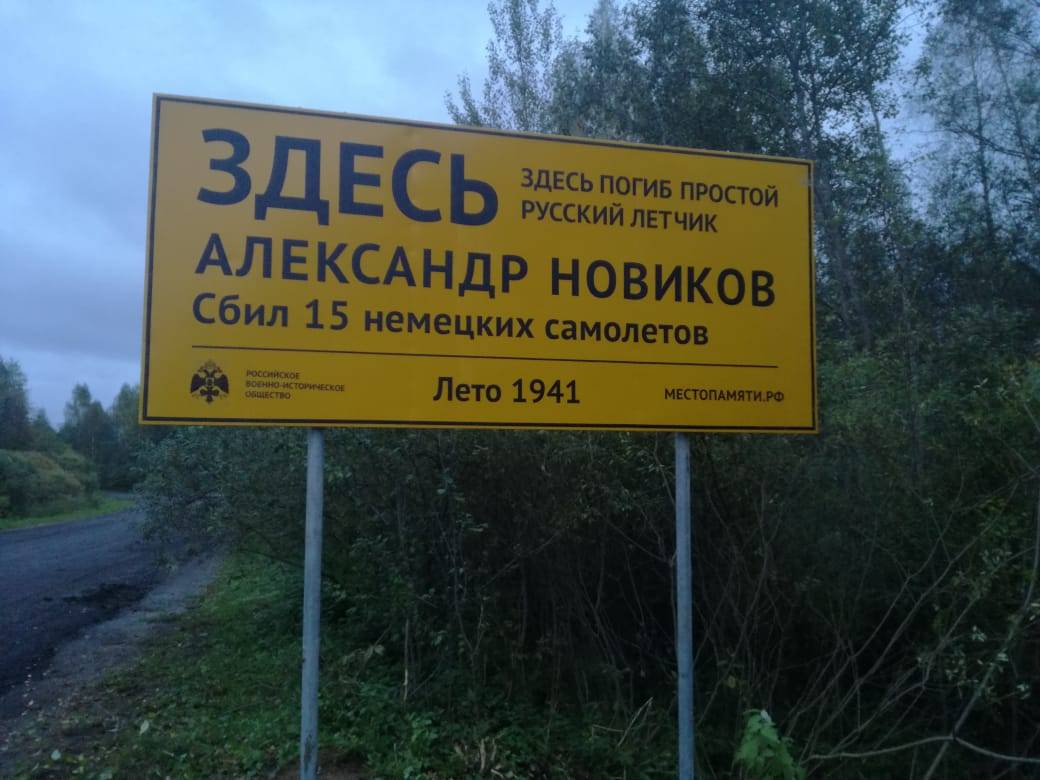 ЗДЕСЬ
ЗДЕСЬ ПОГИБ ПРОСТОЙ
РУССКИЙ ЛЕТЧИК
АЛЕКСАНДР НОВИКОВ
Сбил 15 немецких самолетов
РОССИЙСКОЕ
ВОЕННО-ИСТОРИЧЕСКОЕ
ОБЩЕСТВО
Лето 1941
МЕСТОПАМЯТИ.РФ